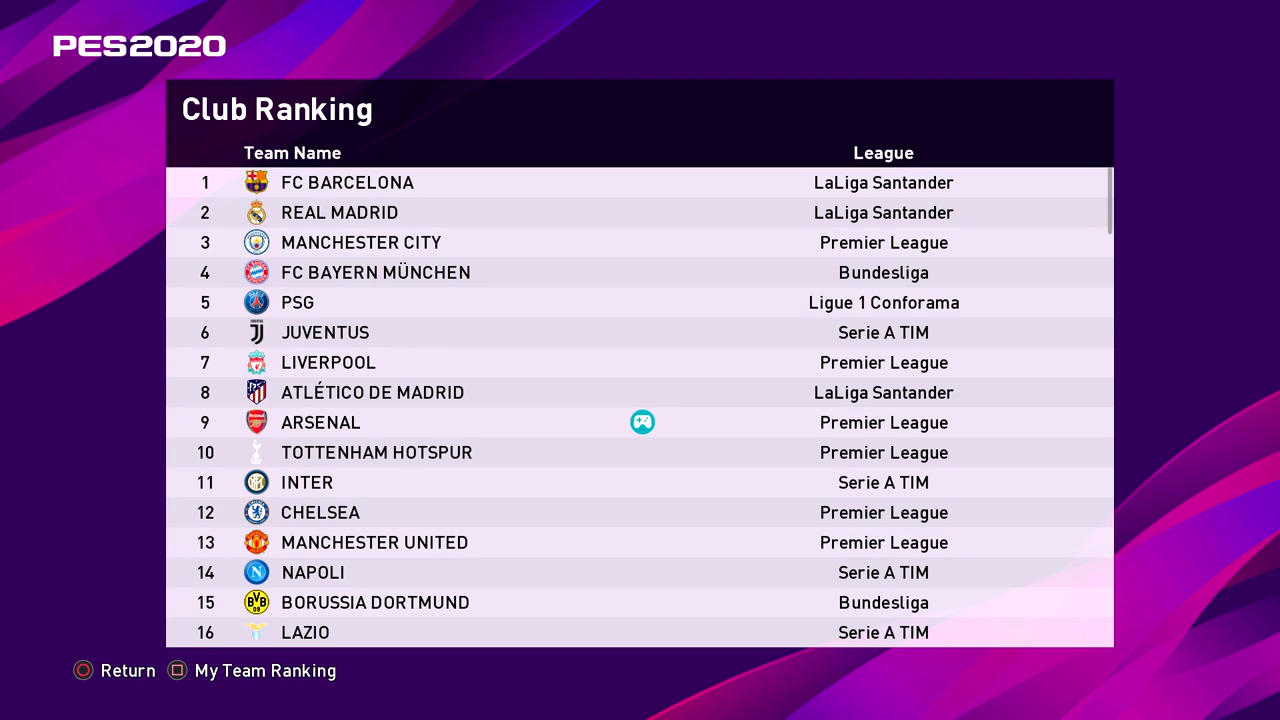 PES2020
Club Ranking
Team Name League
1 FC BARCELONA LaLiga Santander
2 REAL MADRID LaLiga Santander
3 MANCHESTER CITY Premier League
4 FC BAYERN MÜNCHEN Bundesliga
5 PSG Ligue 1 Conforama
6 JUVENTUS Serie A TIM
7 LIVERPOOL Premier League
8 ATLÉTICO DE MADRID LaLiga Santander
9 ARSENAL Premier League
10 TOTTENHAM HOTSPUR Premier League
11 INTER Serie A TIM
12 CHELSEA Premier League
13 MANCHESTER UNITED Premier League
14 NAPOLI Serie A TIM
15 BORUSSIA DORTMUND Bundesliga
16 LAZIO Serie A TIM
Return My Team Ranking